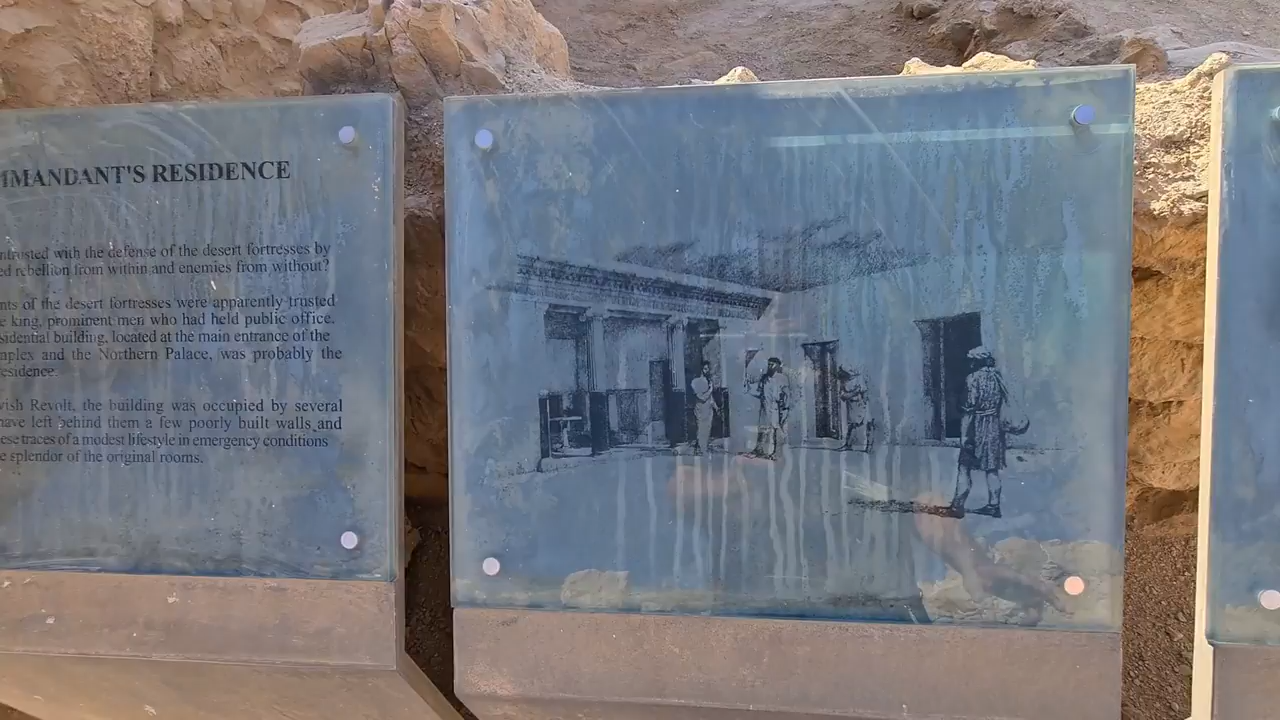 MMANDANT'S RESIDENCE
ntrusted with the defense of the desert fortresses by
ed rebellion from within and enemies from without?
nts of the desert fortresses were apparently trusted
e king, prominent men who had held public office.
sidential building, located at the main entrance of the
mplex and the Northern Palace, was probably the
residence.
wish Revolt, the building was occupied by several
have left behind them a few poorly built walls and
ese traces of a modest lifestyle in emergency conditions
e splendor of the original rooms.